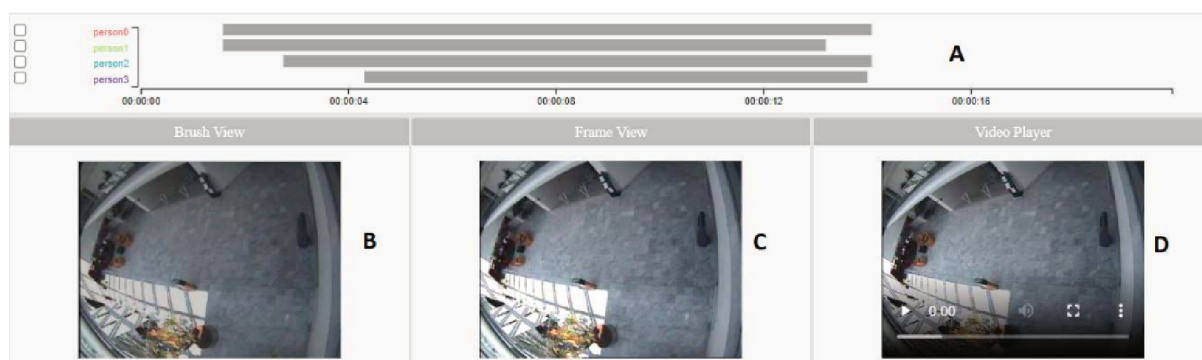 person0
person1
A
person2
person3
00:00:00 00:00:04 00:00:08 00:00:12 00:00:16
Brush View Frame View Video Player
B C D
0:00